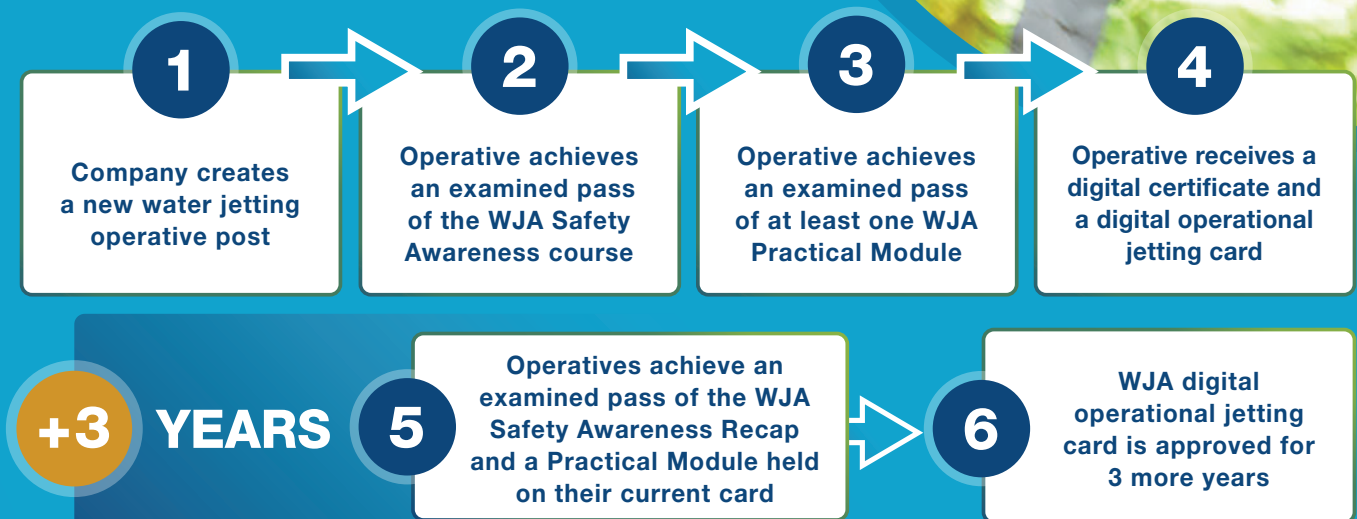 1
Company creates
a new water jetting
operative post
2
Operative achieves
an examined pass
of the WJA Safety
Awareness course
3
Operative achieves
an examined pass
of at least one WJA
Practical Module
4
Operative receives a
digital certificate and
a digital operational
jetting card
+3 YEARS
5
Operatives achieve an
examined pass of the WJA
Safety Awareness Recap
and a Practical Module held
on their current card
6
WJA digital
operational jetting
card is approved for
3 more years